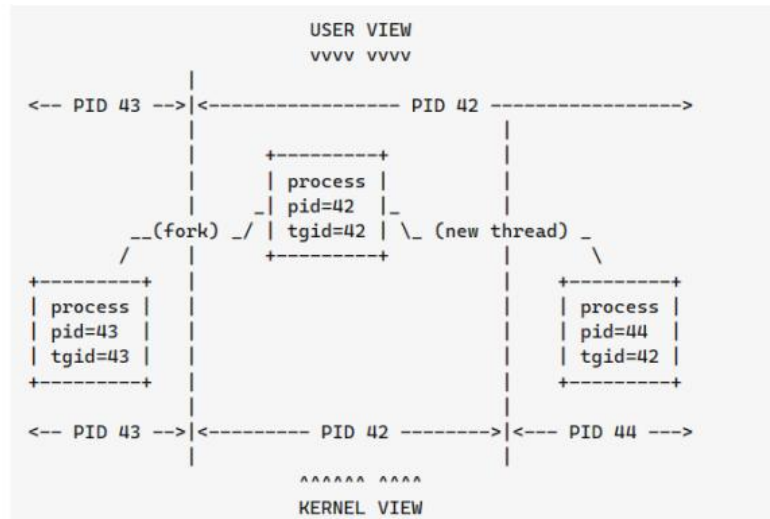 USER VIEW
                         vvvv vvvv
              |
<-- PID 43 -->|<----------------- PID 42 ----------------->
              |                           |
              |      +---------+          |
              |      | process |          |
              |     _| pid=42  |_         |
         __(fork) _/ | tgid=42 | \_ (new thread) _
        /     |      +---------+          |       \
+---------+   |                           |    +---------+
| process |   |                           |    | process |
| pid=43  |   |                           |    | pid=44  |
| tgid=43 |   |                           |    | tgid=42 |
+---------+   |                           |    +---------+
              |                           |
<-- PID 43 -->|<--------- PID 42 -------->|<--- PID 44 --->
              |                           |
                        ^^^^^^ ^^^^
                        KERNEL VIEW